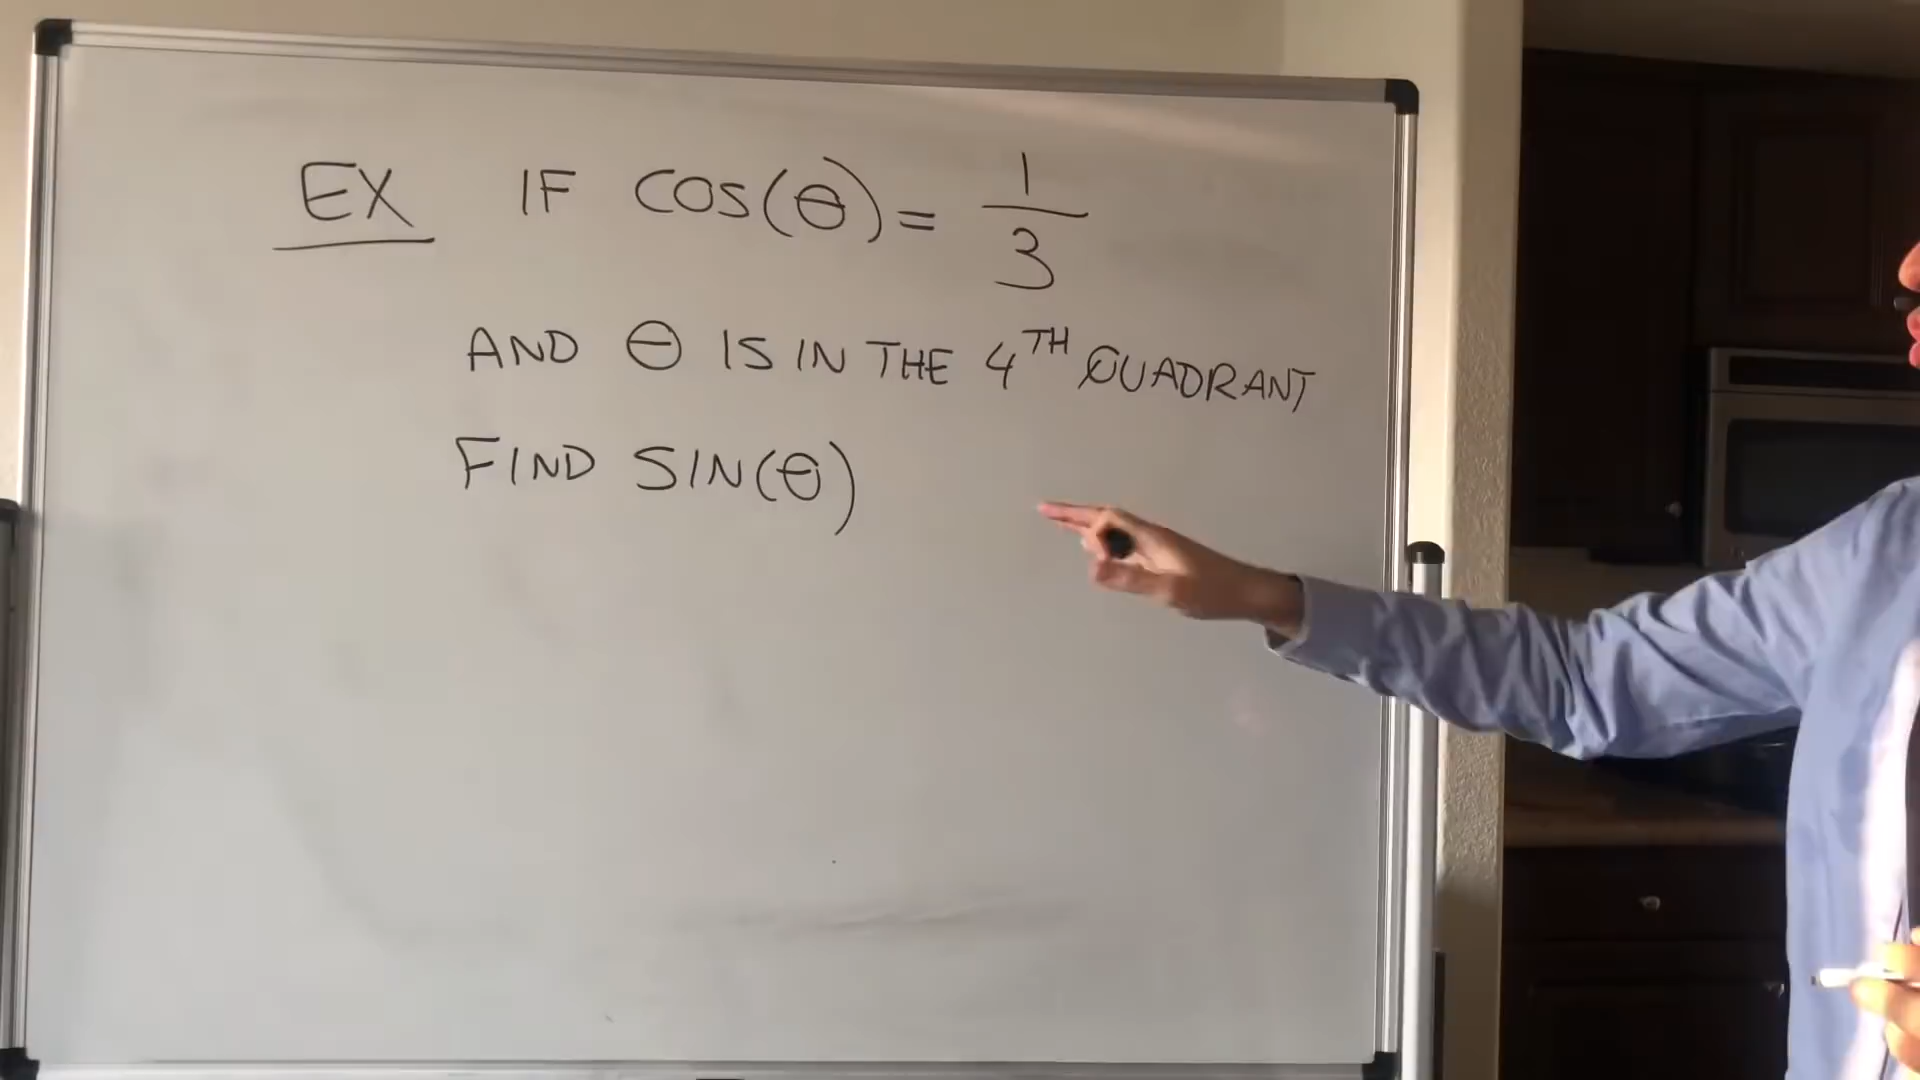 EX IF COS(θ) = 1/3
AND θ IS IN THE 4TH QUADRANT
FIND SIN(θ)